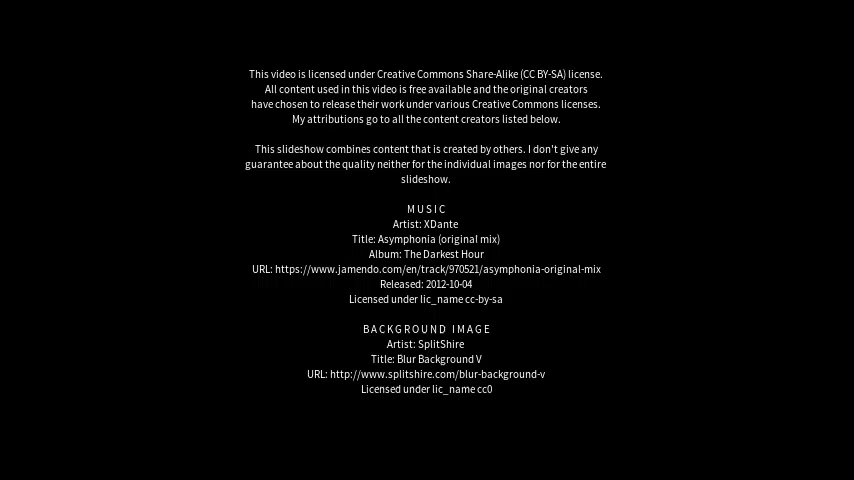 This video is licensed under Creative Commons Share-Alike (CC BY-SA) license.
All content used in this video is free available and the original creators
have chosen to release their work under various Creative Commons licenses.
My attributions go to all the content creators listed below.
This slideshow combines content that is created by others. I don't give any
guarantee about the quality neither for the individual images nor for the entire
slideshow.
MUSIC
Artist: XDante
Title: Asymphonia (original mix)
Album: The Darkest Hour
URL: https://www.jamendo.com/en/track/970521/asymphonia-original-mix
Released: 2012-10-04
Licensed under lic_name cc-by-sa
BACKGROUND IMAGE
Artist: SplitShire
Title: Blur Background V
URL: http://www.splitshire.com/blur-background-v
Licensed under lic_name cc0